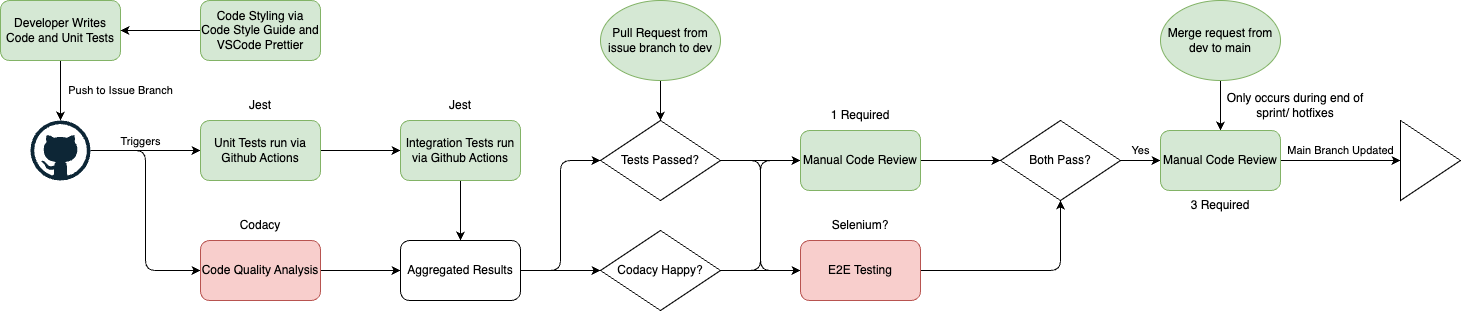 Developer Writes
Code and Unit Tests
Code Styling via
Code Style Guide and
VSCode Prettier
Push to Issue Branch
Triggers
Jest
Unit Tests run via
Github Actions
Jest
Integration Tests run
via Github Actions
Codacy
Code Quality Analysis
Aggregated Results
Pull Request from
issue branch to dev
Tests Passed?
Codacy Happy?
1 Required
Manual Code Review
Selenium?
E2E Testing
Both Pass?
Yes
Merge request from
dev to main
Only occurs during end of
sprint/ hotfixes
Manual Code Review
3 Required
Main Branch Updated